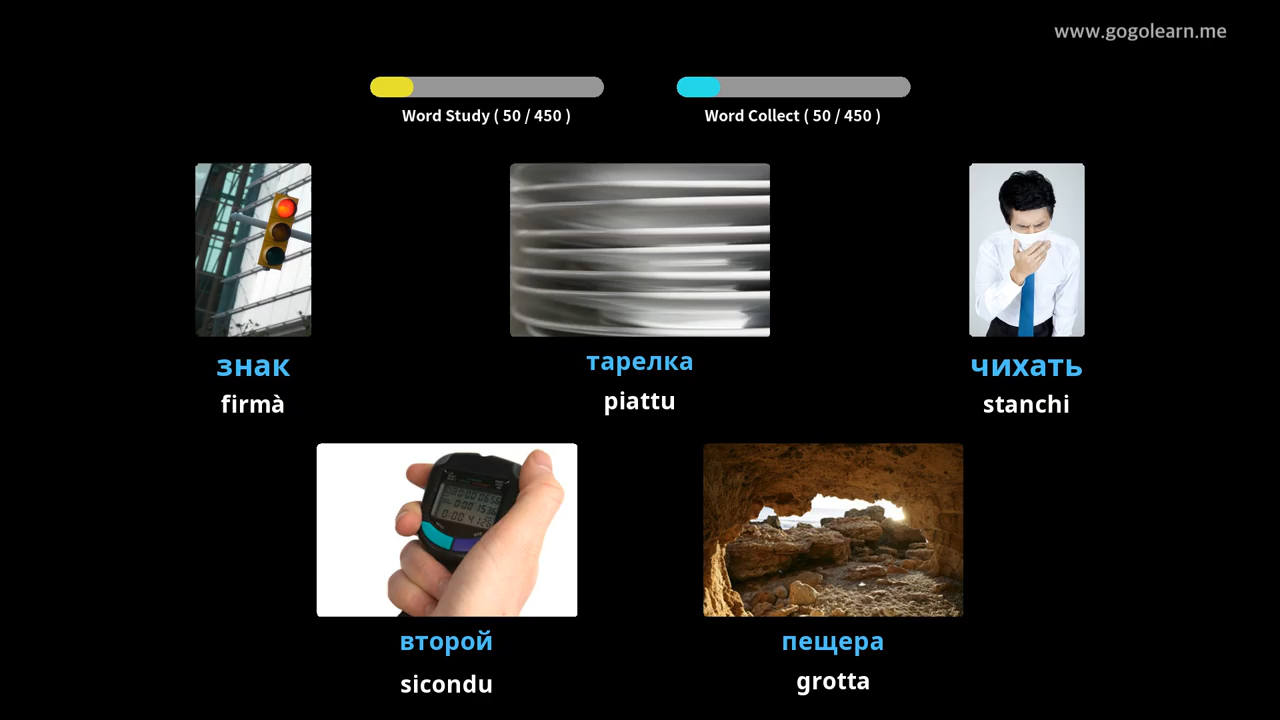 www.gogolearn.me
Word Study ( 50 / 450 )
Word Collect ( 50 / 450 )
знак
firmà
тарелка
piattu
чихать
stanchi
второй
sicondu
пещера
grotta